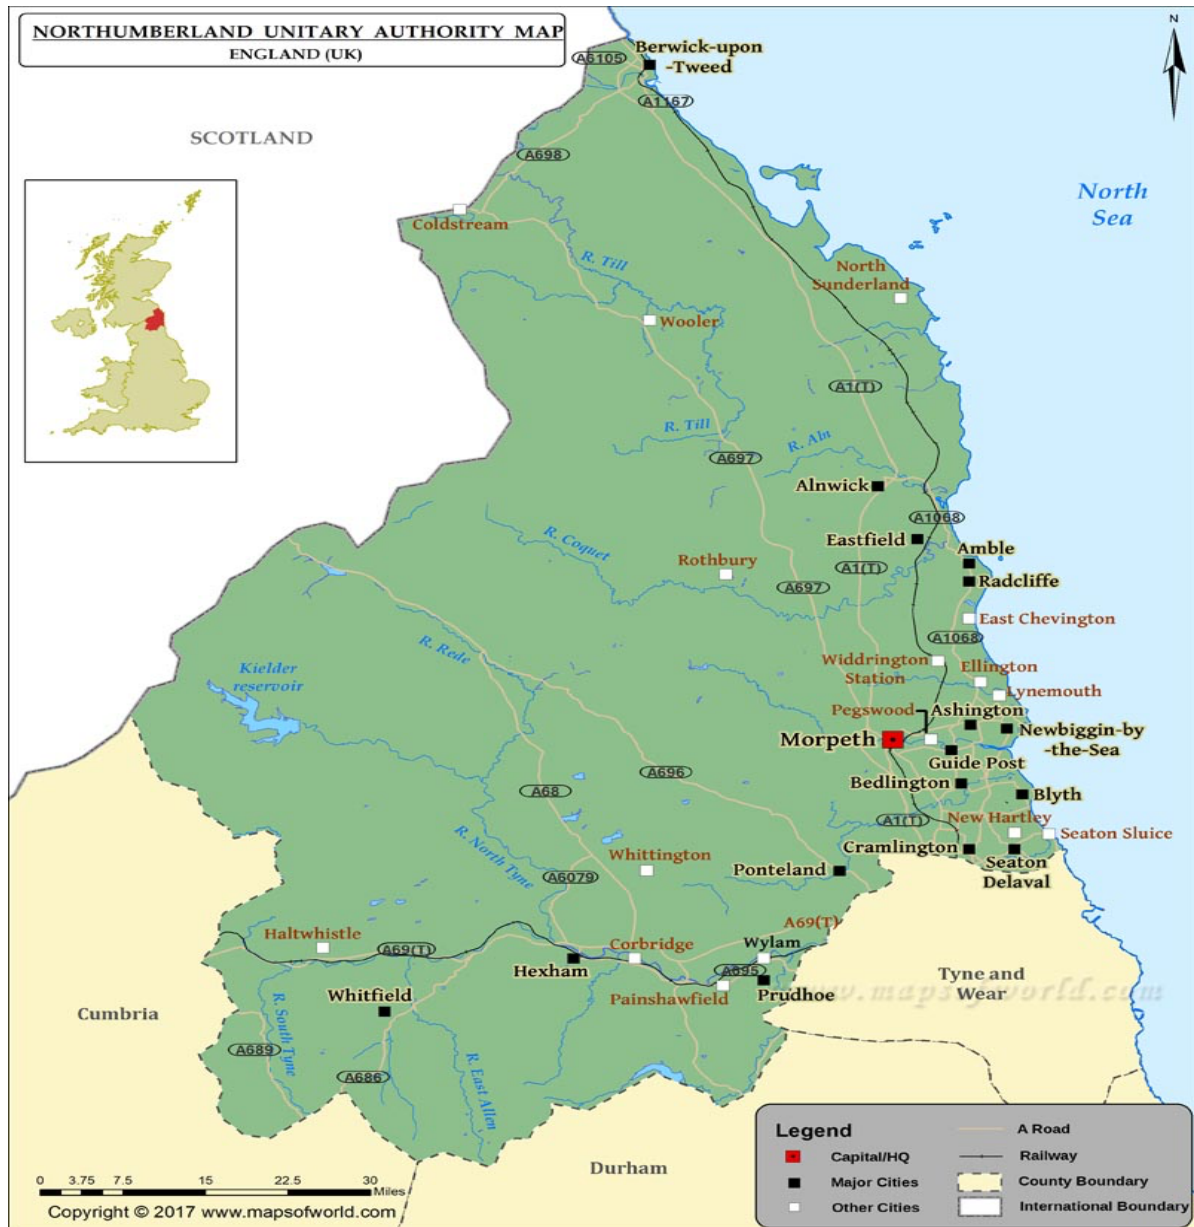 NORTHUMBERLAND UNITARY AUTHORITY MAP
ENGLAND (UK)
N
A6105
Berwick-upon
-Tweed
A1167
SCOTLAND
A698
North
Sea
Coldstream
R. Till
North
Sunderland
Wooler
A1(T)
R. Till
R. Aln
A697
Alnwick
A1068
R. Coquet
Eastfield
Amble
Rothbury
A1(T)
Radcliffe
A697
East Chevington
A1068
R. Rede
Widdrington
Station
Ellington
Kielder
reservoir
Lynemouth
Pegswood
Ashington
Morpeth
Newbiggin-by
-the-Sea
Guide Post
A696
Bedlington
A68
Blyth
A1(T)
New Hartley
Seaton Sluice
R. North Tyne
Cramlington
Whittington
Seaton
Delaval
Ponteland
A6079
Haltwhistle
A69(T)
A69(T)
Corbridge
Wylam
Hexham
A695
Tyne and
Wear
Whitfield
Painshawfield
Prudhoe
www.mapsofworld.com
Cumbria
R. South Tyne
A689
A686
R. East Allen
Durham
Legend
Capital/HQ
Major Cities
Other Cities
A Road
Railway
County Boundary
International Boundary
0 3.75 7.5 15 22.5 30
Miles
Copyright © 2017 www.mapsofworld.com